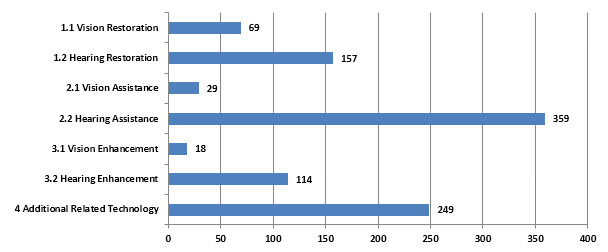 1.1 Vision Restoration 69
1.2 Hearing Restoration 157
2.1 Vision Assistance 29
2.2 Hearing Assistance 359
3.1 Vision Enhancement 18
3.2 Hearing Enhancement 114
4 Additional Related Technology 249
0 50 100 150 200 250 300 350 400